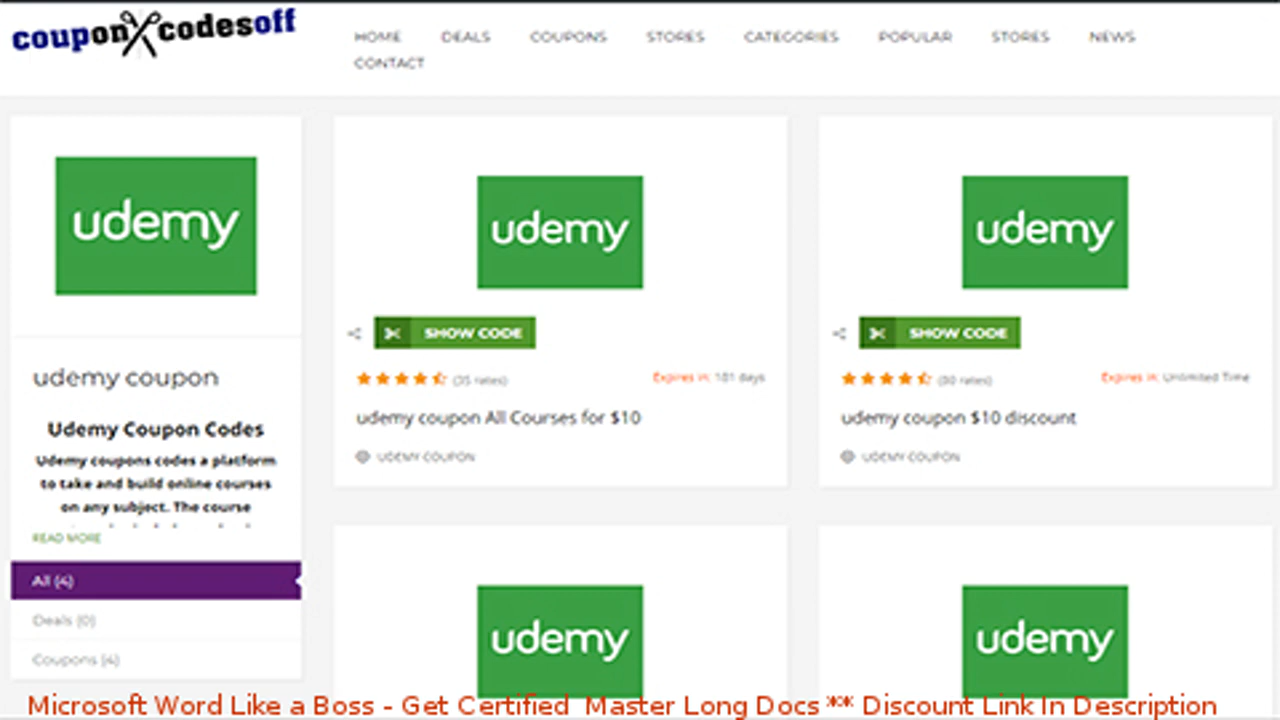 couponcodesoff
HOME DEALS COUPONS STORES CATEGORIES POPULAR STORES NEWS
CONTACT
udemy
udemy coupon
Udemy Coupon Codes
Udemy coupons codes a platform
to take and build online courses
on any subject. The course
READ MORE
All (4)
Deals (0)
Coupons (4)
udemy
SHOW CODE
(35 rates) Expires in: 181 days
udemy coupon All Courses for $10
UDEMY COUPON
udemy
SHOW CODE
(80 rates) Expires in: Unlimited Time
udemy coupon $10 discount
UDEMY COUPON
udemy
udemy
Microsoft Word Like a Boss - Get Certified Master Long Docs ** Discount Link In Description